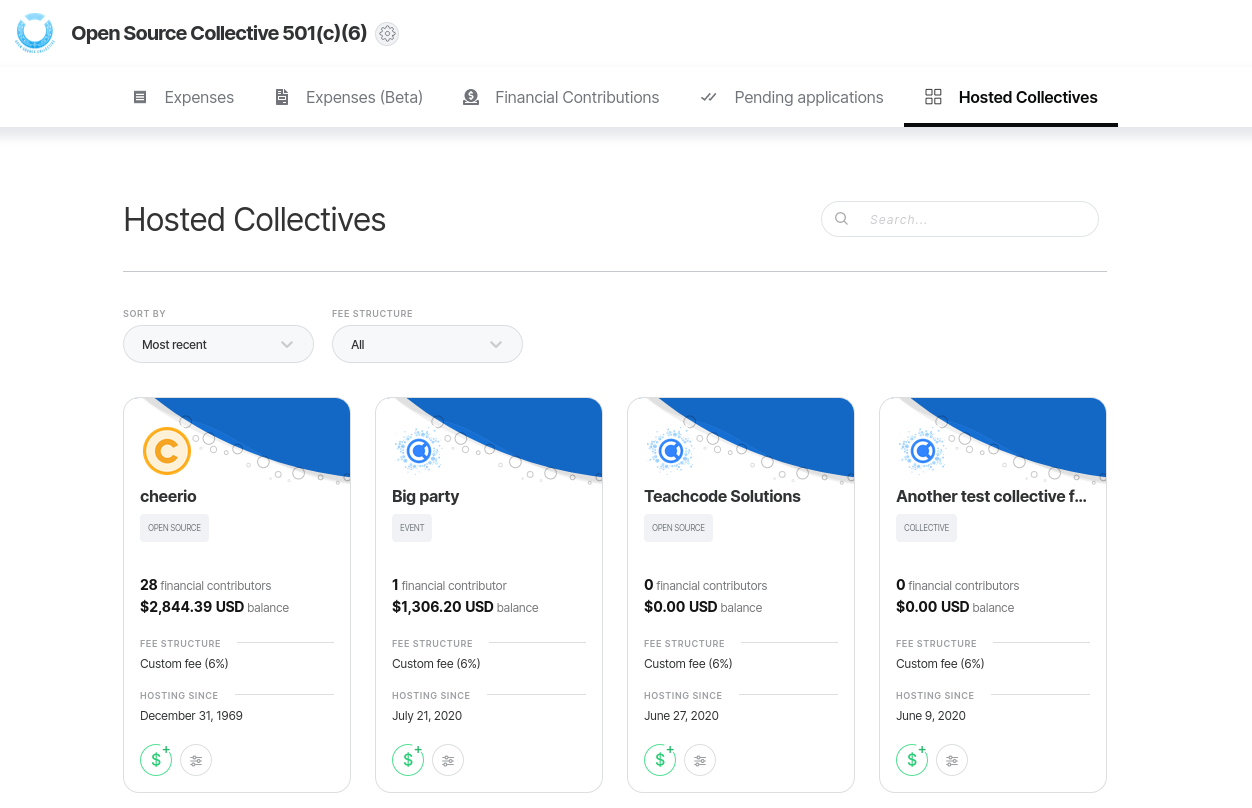 Open Source Collective 501(c)(6)
Expenses
Expenses (Beta)
Financial Contributions
Pending applications
Hosted Collectives
Hosted Collectives
Search...
SORT BY
FEE STRUCTURE
Most recent
All
cheerio
OPEN SOURCE
28 financial contributors
$2,844.39 USD balance
FEE STRUCTURE
Custom fee (6%)
HOSTING SINCE
December 31, 1969
Big party
EVENT
1 financial contributor
$1,306.20 USD balance
FEE STRUCTURE
Custom fee (6%)
HOSTING SINCE
July 21, 2020
Teachcode Solutions
OPEN SOURCE
0 financial contributors
$0.00 USD balance
FEE STRUCTURE
Custom fee (6%)
HOSTING SINCE
June 27, 2020
Another test collective f...
COLLECTIVE
0 financial contributors
$0.00 USD balance
FEE STRUCTURE
Custom fee (6%)
HOSTING SINCE
June 9, 2020